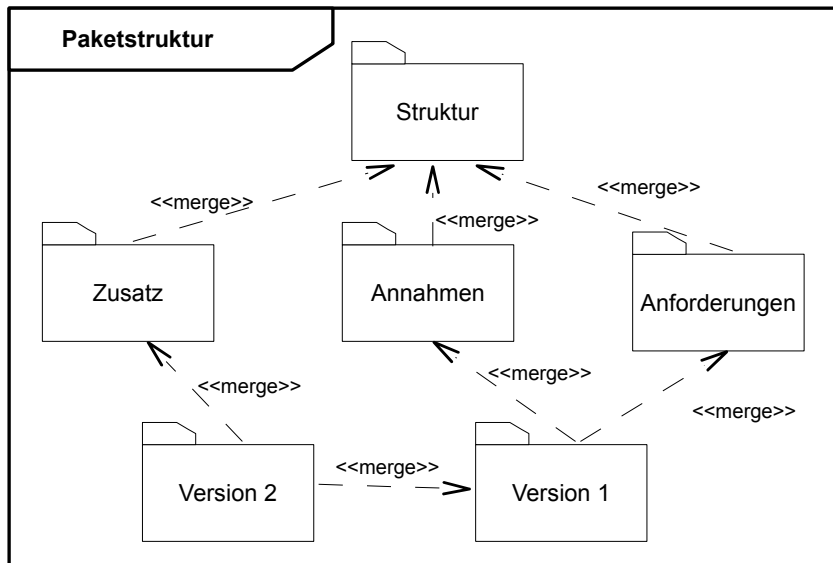 Paketstruktur
Struktur
<<merge>>
<<merge>>
<<merge>>
Zusatz
Annahmen
Anforderungen
<<merge>>
<<merge>>
<<merge>>
<<merge>>
Version 2
Version 1